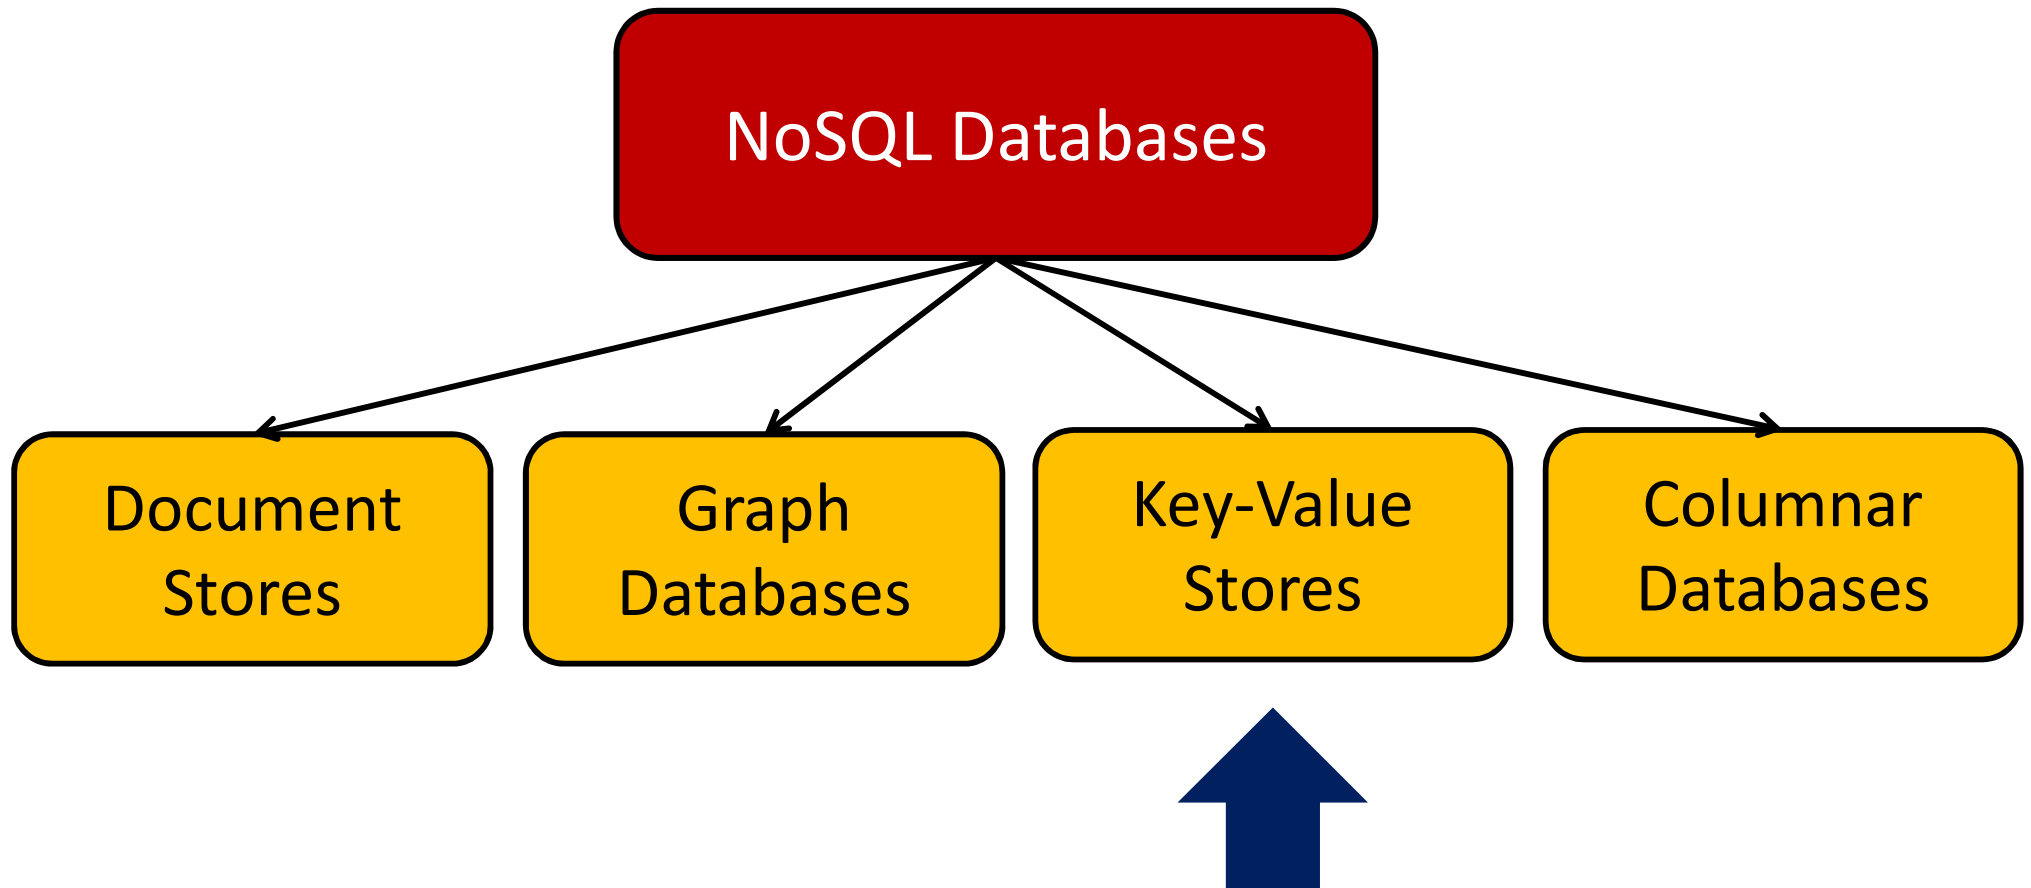 NoSQL Databases
Document
Stores
Graph
Databases
Key-Value
Stores
Columnar
Databases